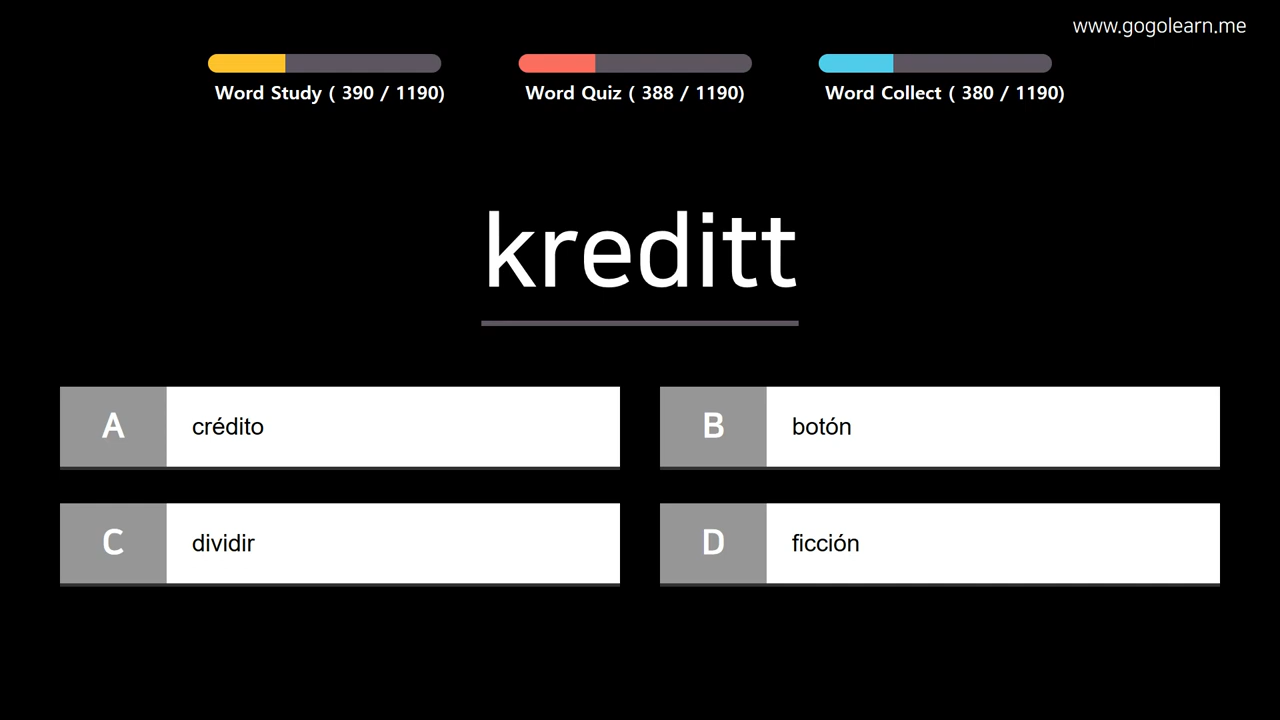 www.gogolearn.me
Word Study ( 390 / 1190)
Word Quiz ( 388 / 1190)
Word Collect ( 380 / 1190)
kreditt
A crédito
B botón
C dividir
D ficción